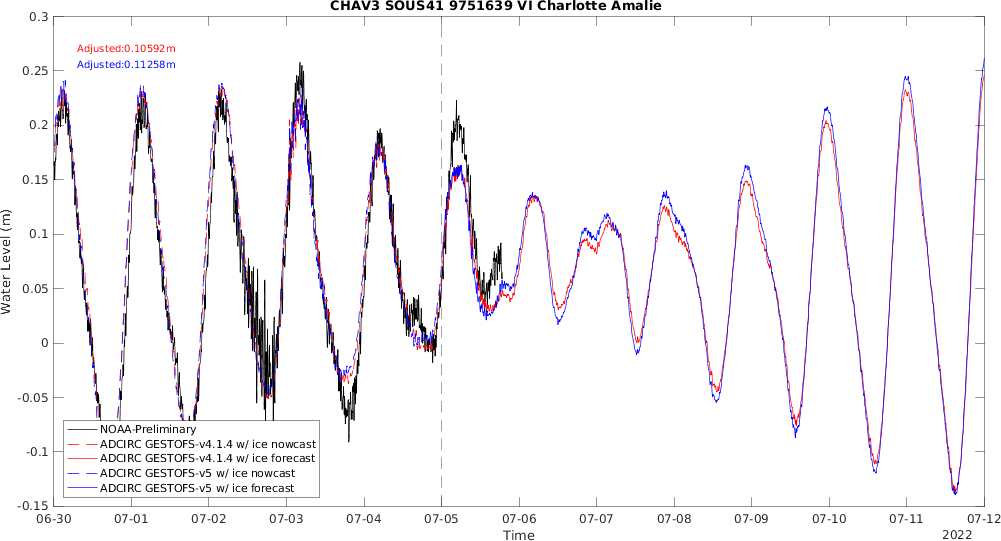 CHAV3 SOUS41 9751639 VI Charlotte Amalie
0.3
Adjusted:0.10592m
Adjusted:0.11258m
0.25
0.2
0.15
0.1
0.05
0
-0.05
-0.1
-0.15
Water Level (m)
NOAA-Preliminary
ADCIRC GESTOFS-v4.1.4 w/ ice nowcast
ADCIRC GESTOFS-v4.1.4 w/ ice forecast
ADCIRC GESTOFS-v5 w/ ice nowcast
ADCIRC GESTOFS-v5 w/ ice forecast
06-30 07-01 07-02 07-03 07-04 07-05 07-06 07-07 07-08 07-09 07-10 07-11 07-12
Time
2022